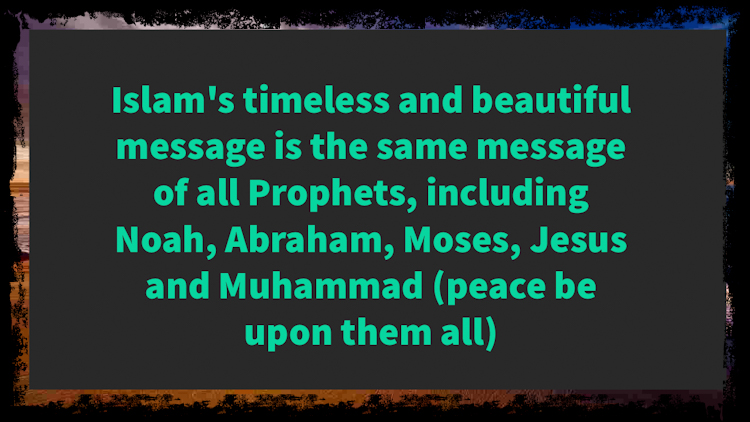 Islam's timeless and beautiful
message is the same message
of all Prophets, including
Noah, Abraham, Moses, Jesus
and Muhammad (peace be
upon them all)